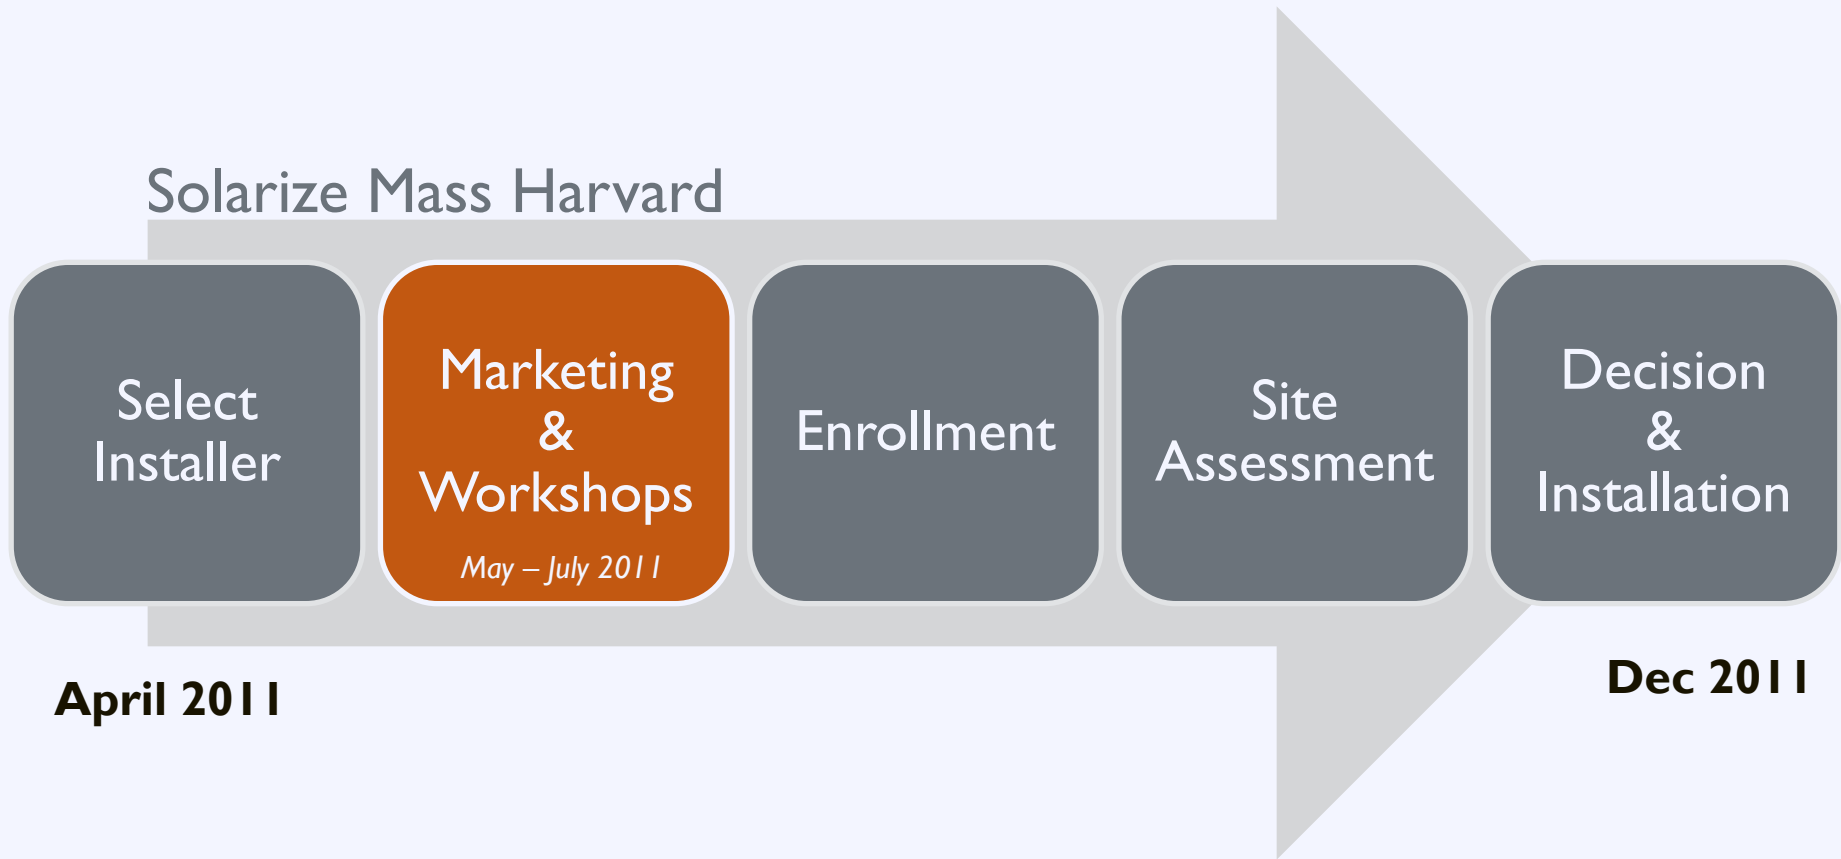 Solarize Mass Harvard
Select
Installer
Marketing
&
Workshops
May – July 2011
Enrollment
Site
Assessment
Decision
&
Installation
April 2011
Dec 2011